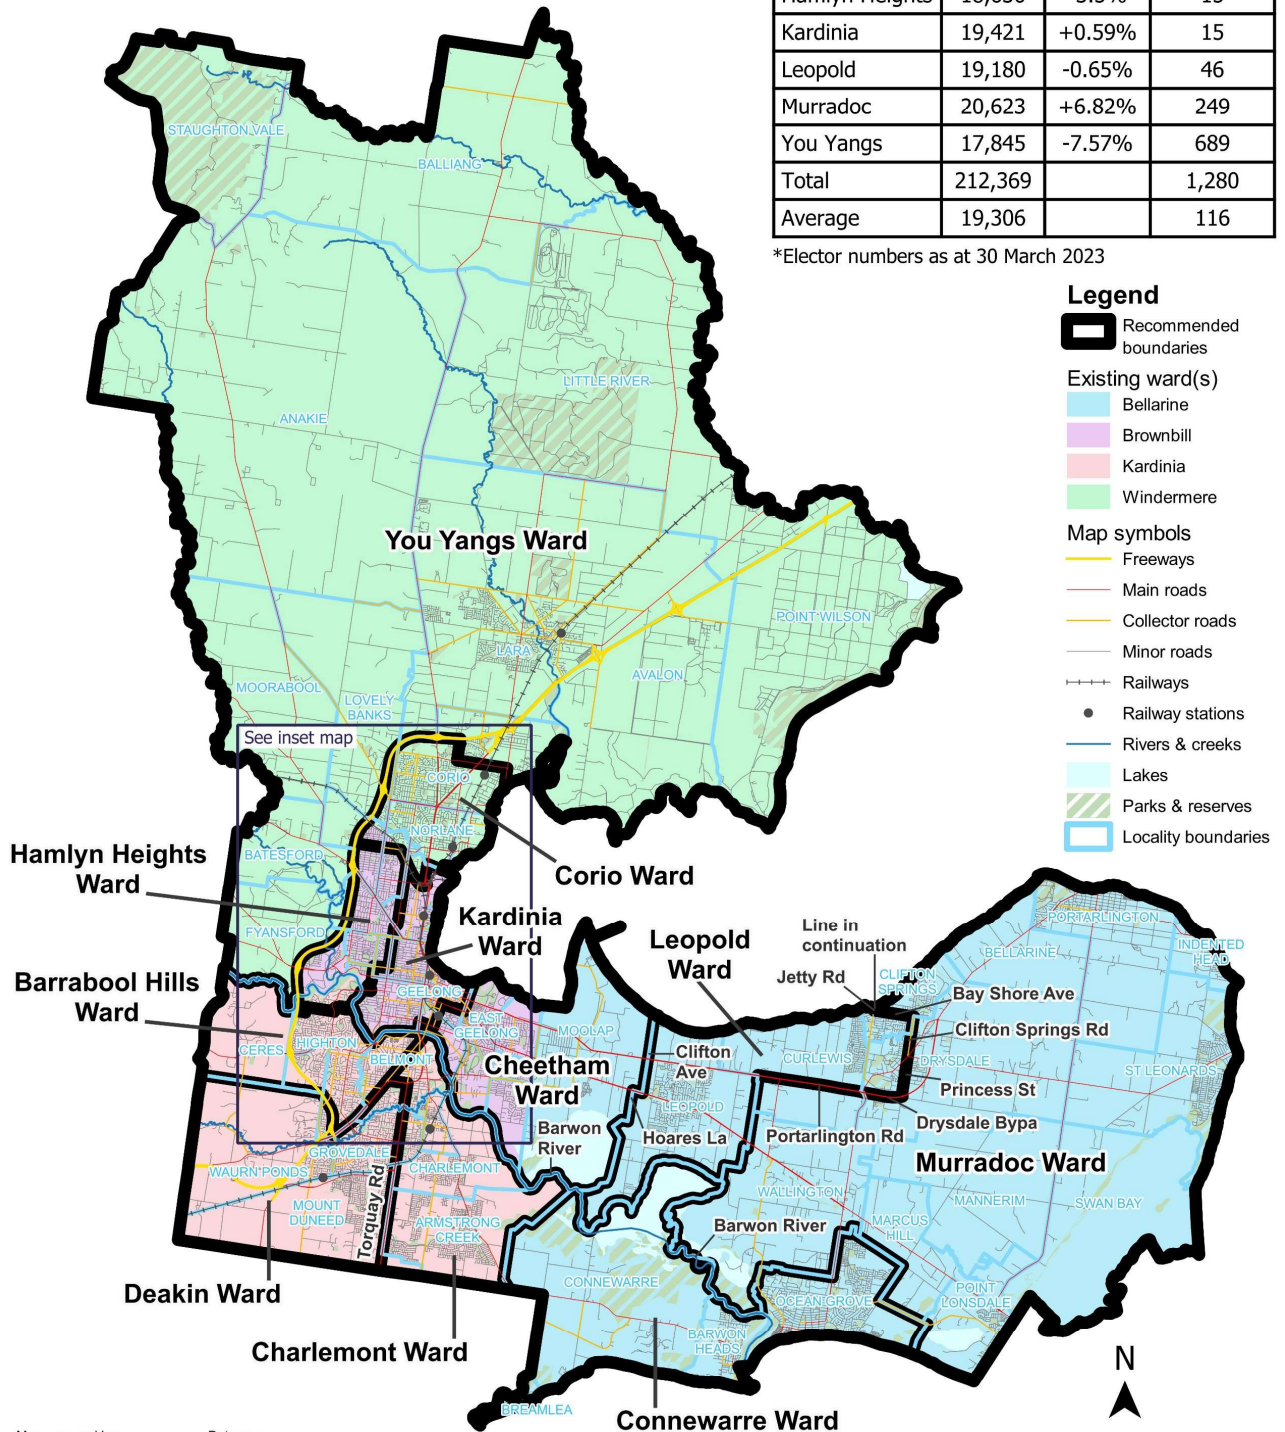 Hamlyn Heights
Kardinia 19,421 +0.59% 15
Leopold 19,180 -0.65% 46
Murradoc 20,623 +6.82% 249
You Yangs 17,845 -7.57% 689
Total 212,369 1,280
Average 19,306 116
*Elector numbers as at 30 March 2023
Legend
Recommended
boundaries
Existing ward(s)
Bellarine
Brownbill
Kardinia
Windermere
Map symbols
Freeways
Main roads
Collector roads
Minor roads
Railways
Railway stations
Rivers & creeks
Lakes
Parks & reserves
Locality boundaries
STAUGHTON VALE
BALLIANG
LITTLE RIVER
ANAKIE
You Yangs Ward
POINT WILSON
LARA
AVALON
MOORABOOL
LOVELY
BANKS
See inset map
CORIO
NORLANE
BATESFORD
Hamlyn Heights
Ward
Corio Ward
Kardinia
Ward
FYANSFORD
Barrabool Hills
Ward
GEELONG
EAST
GEELONG
MOOLAP
Leopold
Ward
Line in
continuation
Jetty Rd
CLIFTON
SPRINGS
PORTARLINGTON
BELLARINE
INDENTED
HEAD
Bay Shore Ave
Clifton Springs Rd
CERES
HIGHTON
BELMONT
Cheetham
Ward
Clifton
Ave
CURLEWIS
DRYSDALE
Princess St
ST LEONARDS
LEOPOLD
Hoares La
Portarlington Rd
Drysdale Bypa
Barwon
River
Murradoc Ward
GROVEDALE
WAURN PONDS
CHARLEMONT
MOUNT
DUNEED
Torquay Rd
ARMSTRONG
CREEK
WALLINGTON
MANNERIM
SWAN BAY
MARCUS
HILL
Barwon River
Deakin Ward
CONNEWARRE
OCEAN GROVE
POINT
LONSDALE
BARWON
HEADS
Charlemont Ward
BREAMLEA
Connewarre Ward
N